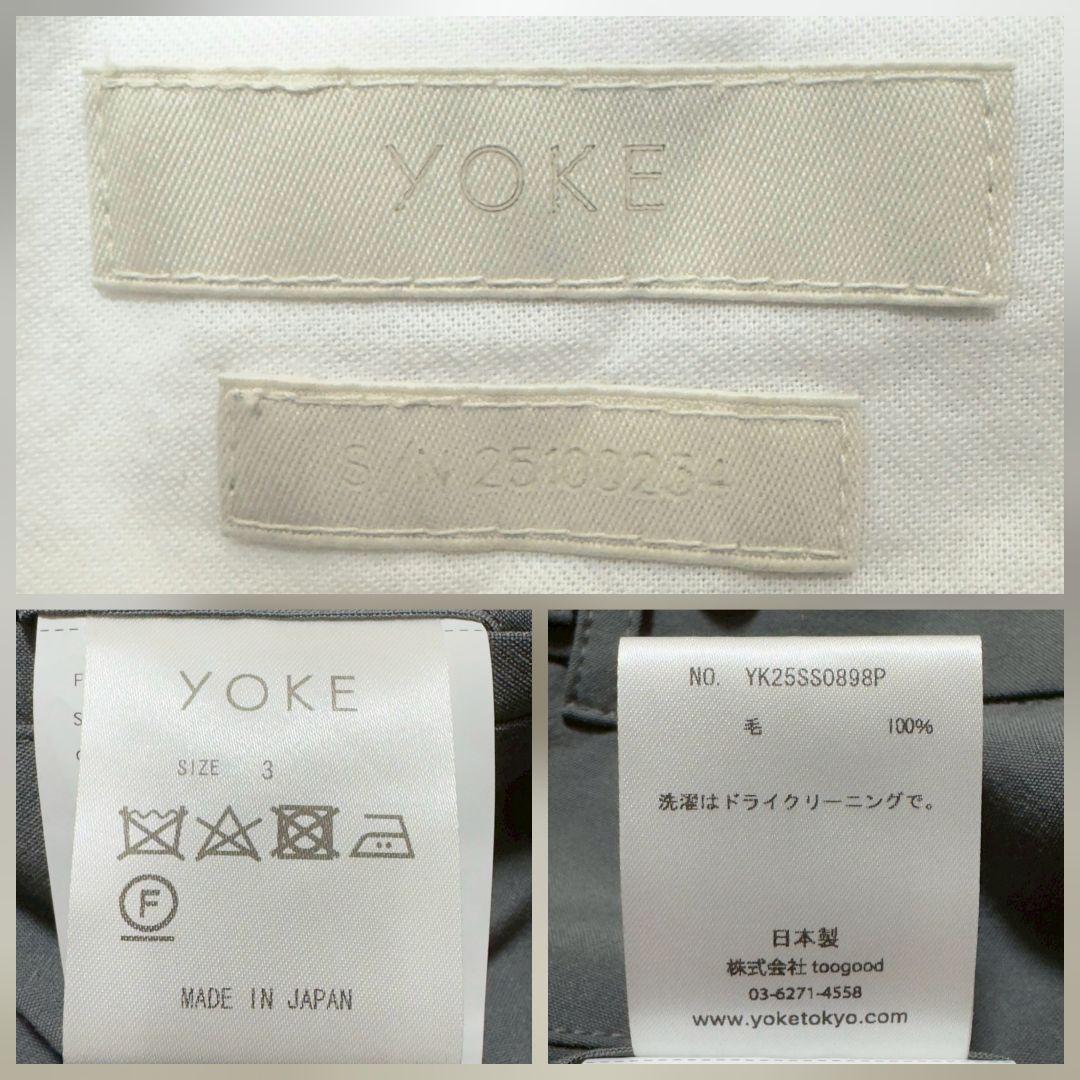 YOKE
S/N 25100264
YOKE
SIZE 3
F
MADE IN JAPAN
NO. YK25SS0898P
毛 100%
洗濯はドライクリーニングで。
日本製
株式会社 toogood
03-6271-4558
www.yoketokyo.com